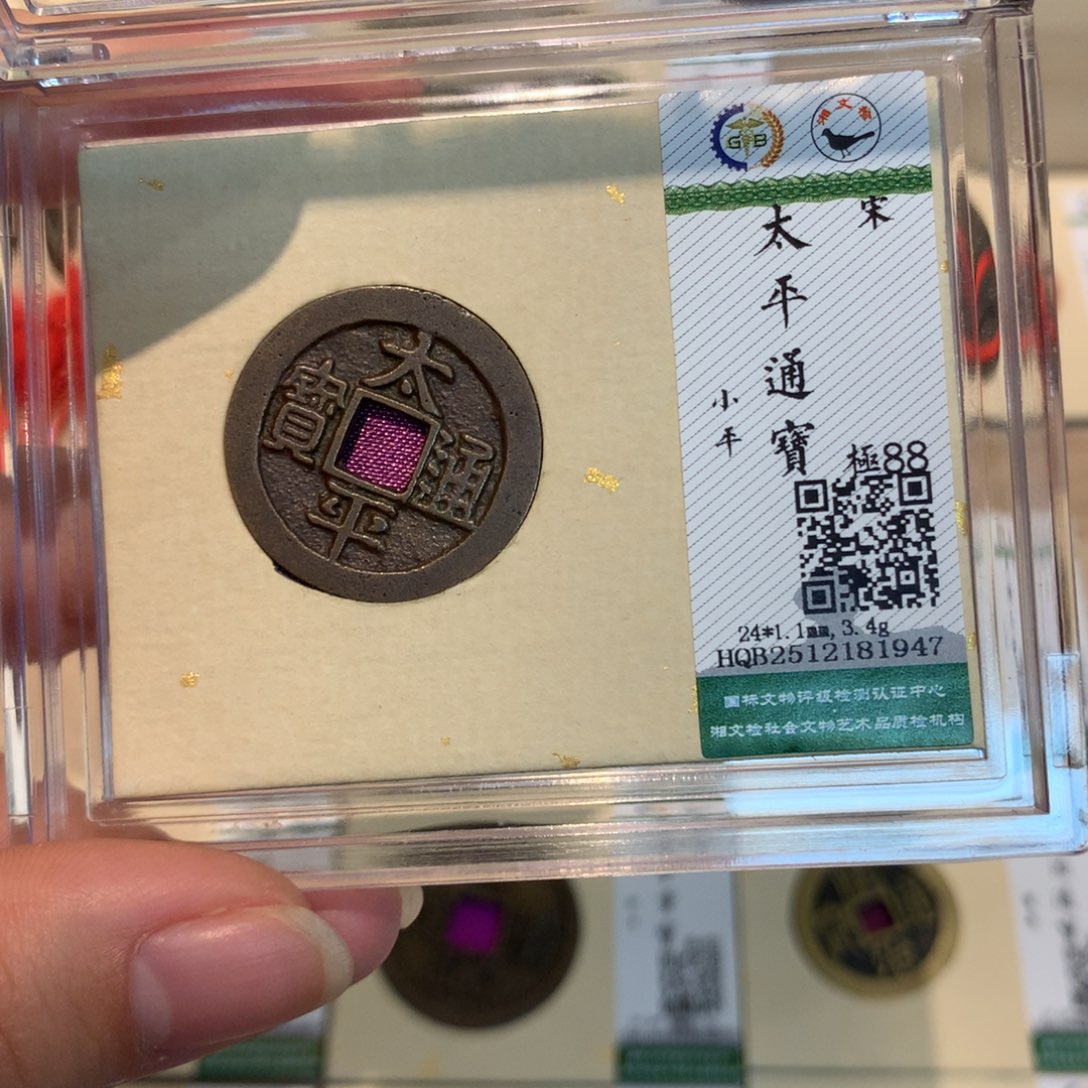 太
平
通
寶
GB
湘文检
宋
太平通寶
小平
極88
24*1.1mm,3.4g
HQB2512181947
国标文物评级检测认证中心
湘文检社会文物艺术品质检机构